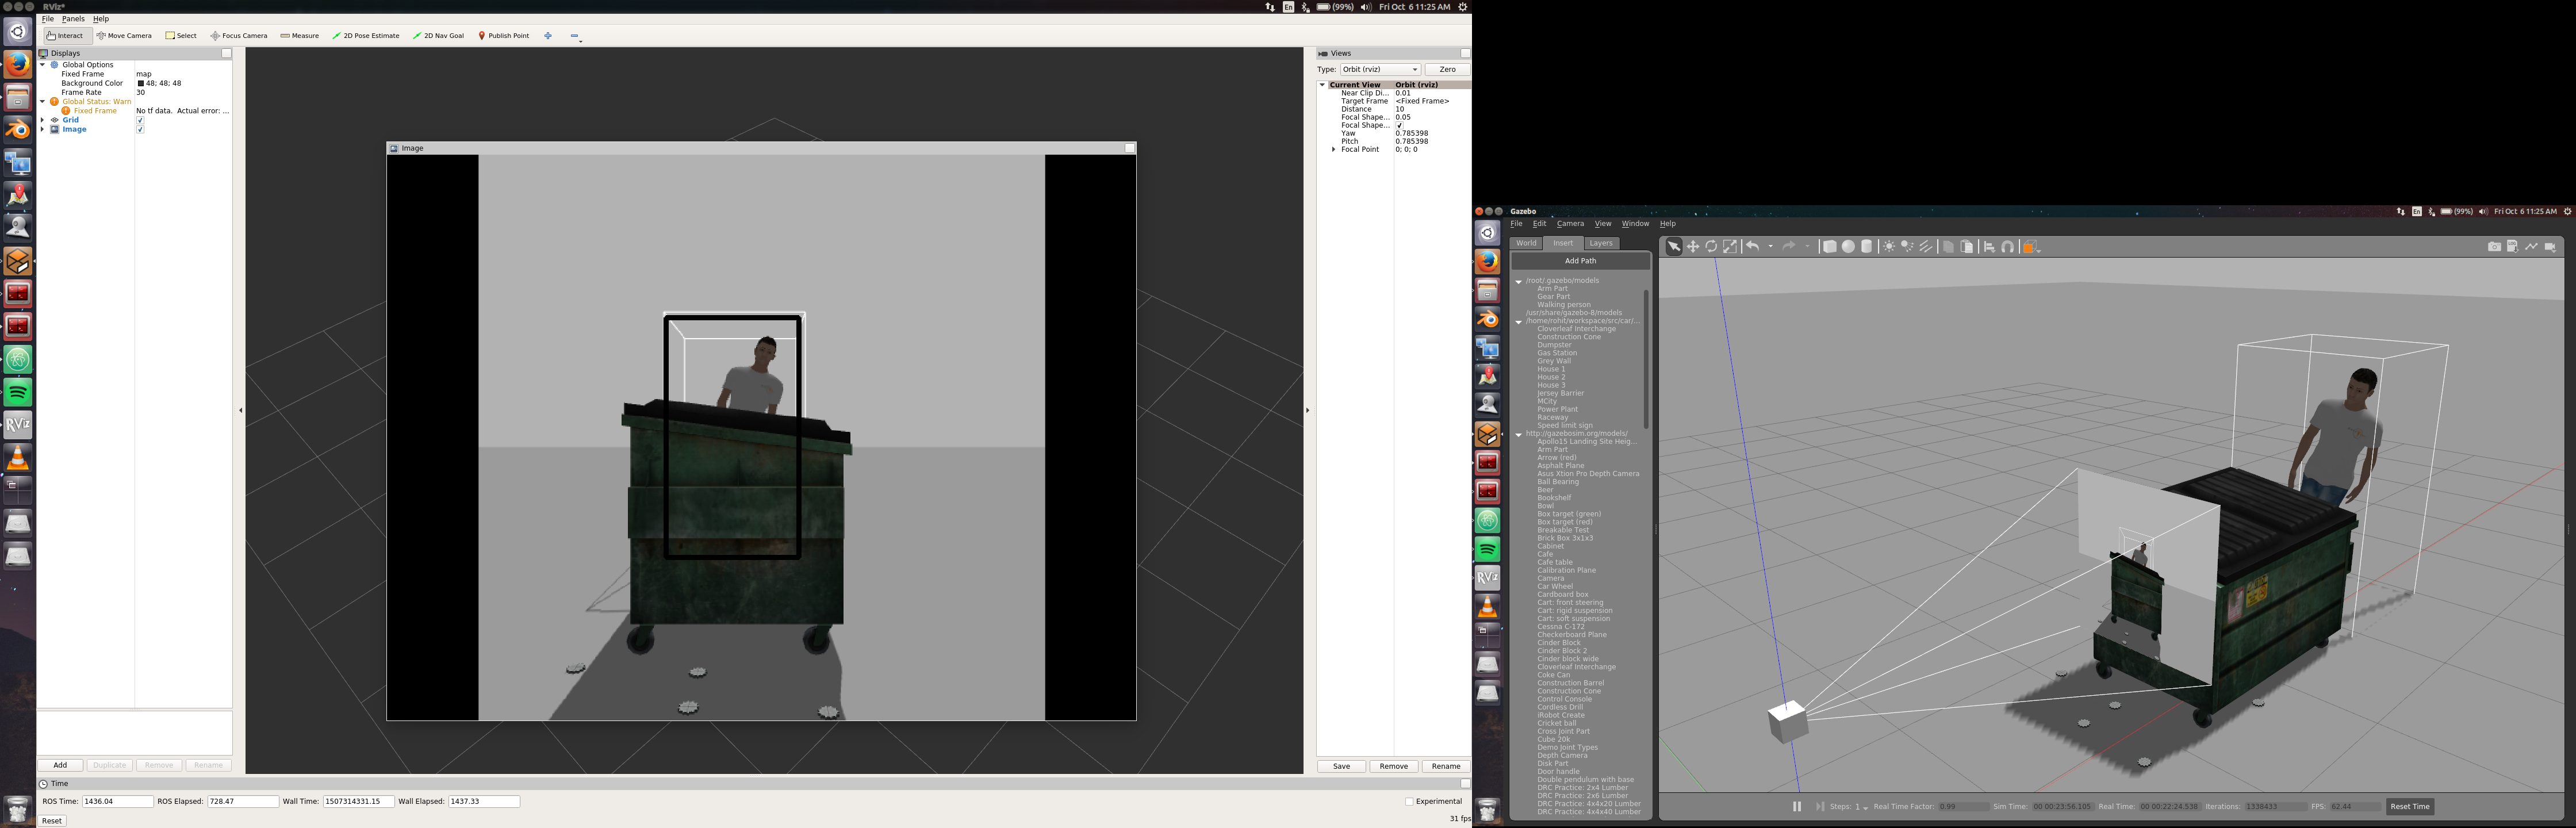 RViz*
En (99%) Fri Oct 6 11:25 AM
File Panels Help
Interact Move Camera Select Focus Camera Measure 2D Pose Estimate 2D Nav Goal Publish Point
Displays
Global Options
Fixed Frame map
Background Color 48; 48; 48
Frame Rate 30
Global Status: Warn
Fixed Frame No tf data. Actual error: ...
Grid
Image
Add Duplicate Remove Rename
Image
Views
Type: Orbit (rviz) Zero
Current View Orbit (rviz)
Near Clip Di... 0.01
Target Frame <Fixed Frame>
Distance 10
Focal Shape... 0.05
Focal Shape...
Yaw 0.785398
Pitch 0.785398
Focal Point 0; 0; 0
Save Remove Rename
Time
ROS Time: 1436.04 ROS Elapsed: 728.47 Wall Time: 1507314331.15 Wall Elapsed: 1437.33 Experimental
Reset 31 fps
RViz
Gazebo
En (99%) Fri Oct 6 11:25 AM
File Edit Camera View Window Help
World Insert Layers
Add Path
/root/.gazebo/models
Arm Part
Gear Part
Walking person
/usr/share/gazebo-8/models
/home/rohit/workspace/src/car/...
Cloverleaf Interchange
Construction Cone
Dumpster
Gas Station
Grey Wall
House 1
House 2
House 3
Jersey Barrier
MCity
Power Plant
Raceway
Speed limit sign
http://gazebosim.org/models/
Apollo15 Landing Site Heig...
Arm Part
Arrow (red)
Asphalt Plane
Asus Xtion Pro Depth Camera
Ball Bearing
Beer
Bookshelf
Bowl
Box target (green)
Box target (red)
Breakable Test
Brick Box 3x1x3
Cabinet
Cafe
Cafe table
Calibration Plane
Camera
Car Wheel
Cardboard box
Cart: front steering
Cart: rigid suspension
Cart: soft suspension
Cessna C-172
Checkerboard Plane
Cinder Block
Cinder Block 2
Cinder block wide
Cloverleaf Interchange
Coke Can
Construction Barrel
Construction Cone
Control Console
Cordless Drill
iRobot Create
Cricket ball
Cross Joint Part
Cube 20k
Demo Joint Types
Depth Camera
Disk Part
Door handle
Double pendulum with base
DRC Practice: 2x4 Lumber
DRC Practice: 2x6 Lumber
DRC Practice: 4x4x20 Lumber
DRC Practice: 4x4x40 Lumber
RViz
Steps: 1 Real Time Factor: 0.99 Sim Time: 00 00:23:56.105 Real Time: 00 00:22:24.538 Iterations: 1338433 FPS: 62.44 Reset Time